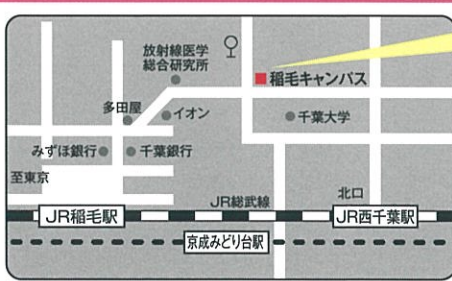 放射線医学
総合研究所
稲毛キャンパス
多田屋
イオン
千葉大学
みずほ銀行
千葉銀行
至東京
北口
JR総武線
JR稲毛駅
JR西千葉駅
京成みどり台駅